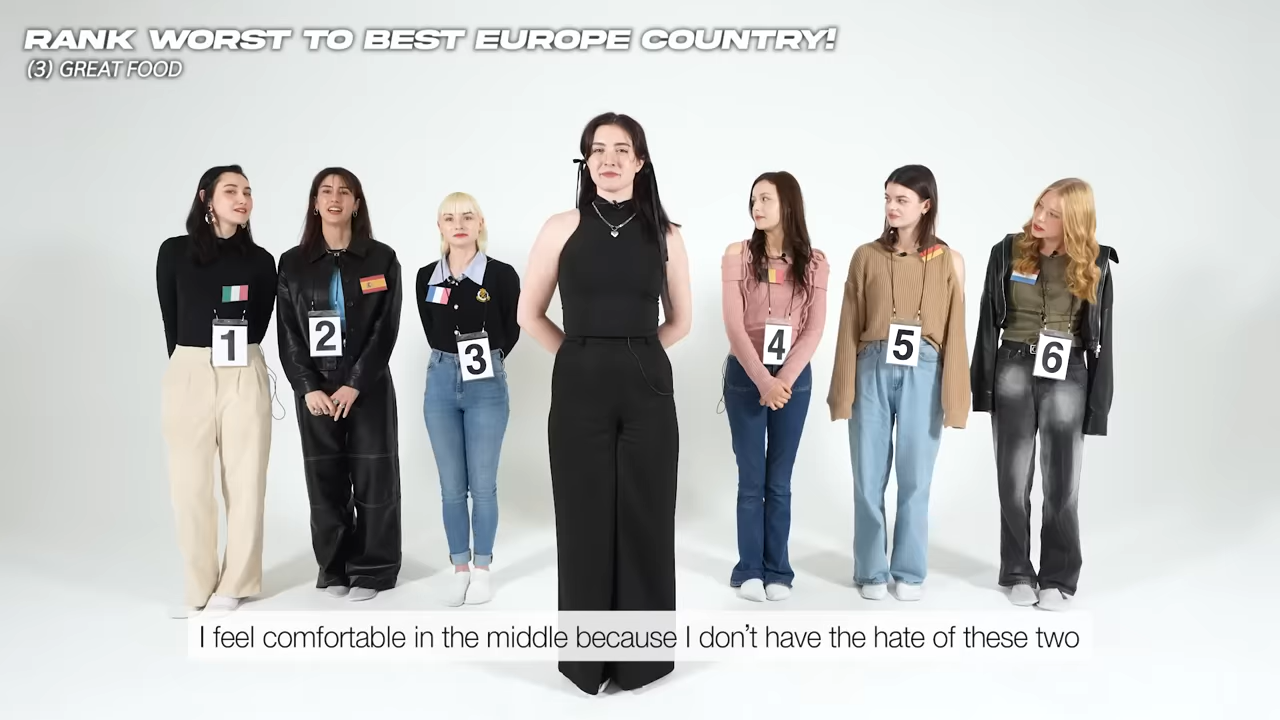 RANK WORST TO BEST EUROPE COUNTRY!
(3) GREAT FOOD
1
2
3
4
5
6
I feel comfortable in the middle because I don't have the hate of these two